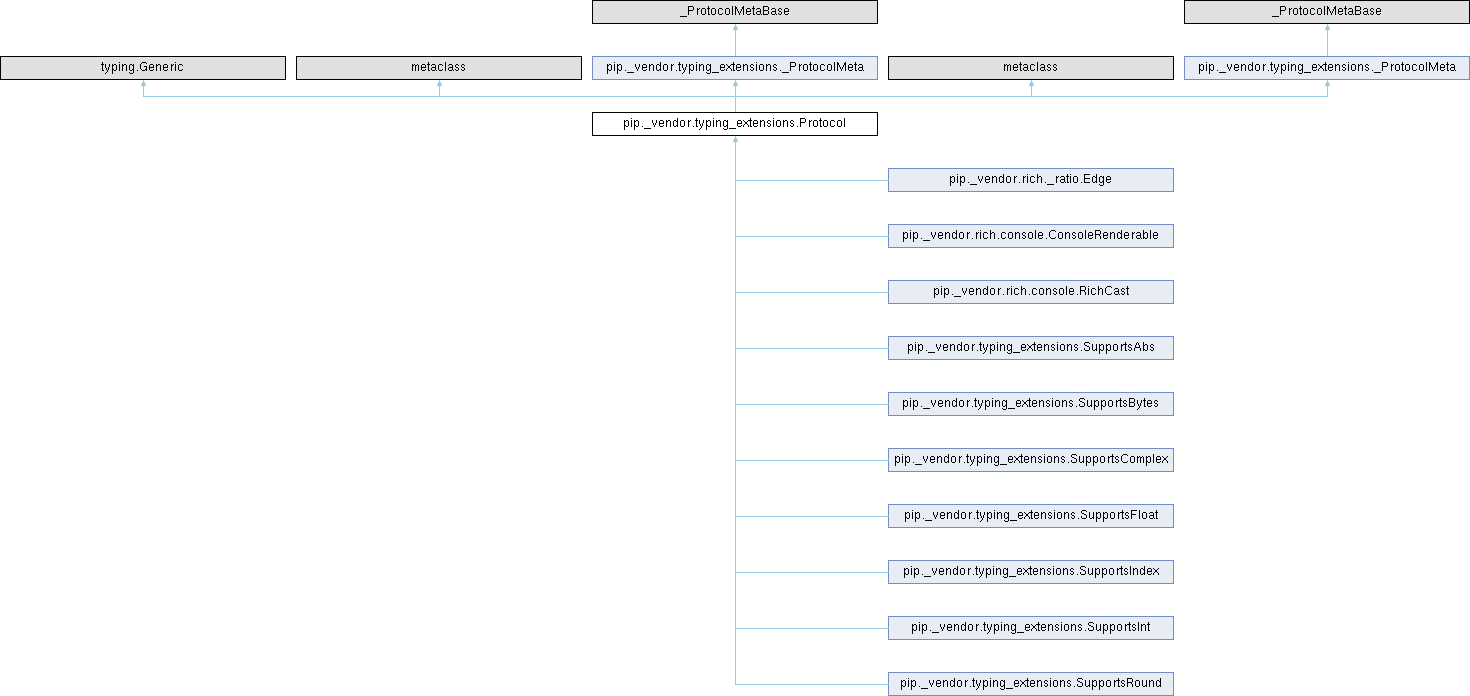 _ProtocolMetaBase
_ProtocolMetaBase
typing.Generic
metaclass
pip._vendor.typing_extensions._ProtocolMeta
metaclass
pip._vendor.typing_extensions._ProtocolMeta
pip._vendor.typing_extensions.Protocol
pip._vendor.rich._ratio.Edge
pip._vendor.rich.console.ConsoleRenderable
pip._vendor.rich.console.RichCast
pip._vendor.typing_extensions.SupportsAbs
pip._vendor.typing_extensions.SupportsBytes
pip._vendor.typing_extensions.SupportsComplex
pip._vendor.typing_extensions.SupportsFloat
pip._vendor.typing_extensions.SupportsIndex
pip._vendor.typing_extensions.SupportsInt
pip._vendor.typing_extensions.SupportsRound